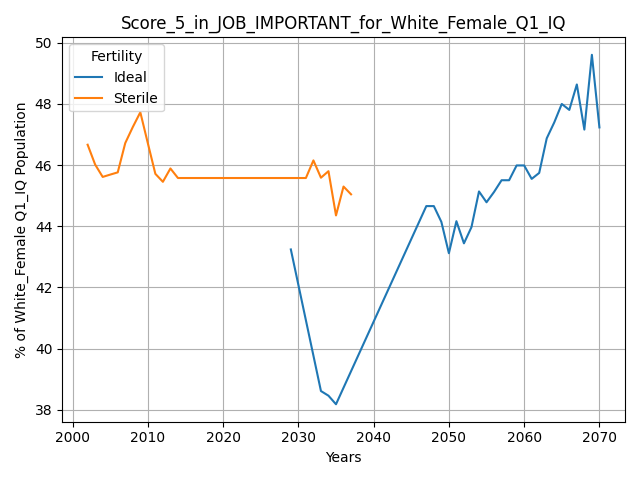 Score_5_in_JOB_IMPORTANT_for_White_Female_Q1_IQ
Fertility
Ideal
Sterile
% of White_Female Q1_IQ Population
50
48
46
44
42
40
38
2000 2010 2020 2030 2040 2050 2060 2070
Years